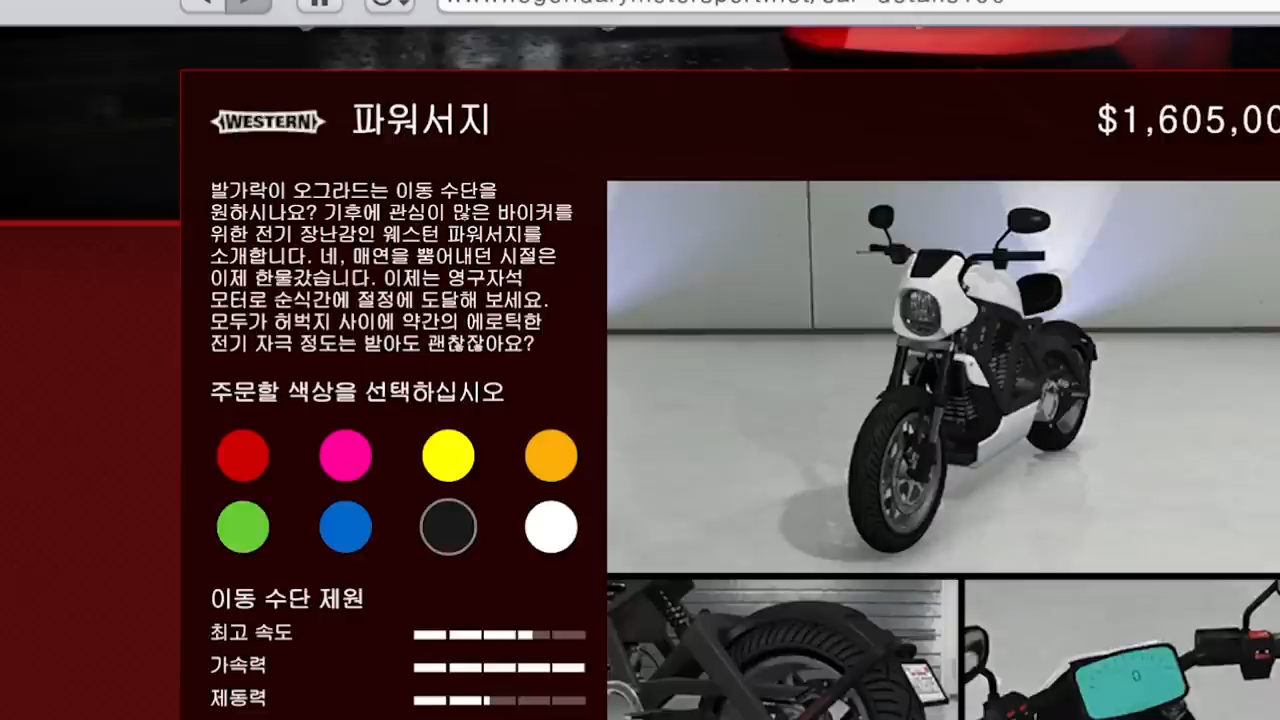 WESTERN 파워서지
$1,605,00
발가락이 오그라드는 이동 수단을
원하시나요? 기후에 관심이 많은 바이커를
위한 전기 장난감인 웨스턴 파워서지를
소개합니다. 네, 매연을 뿜어내던 시절은
이제 한물갔습니다. 이제는 영구자석
모터로 순식간에 절정에 도달해 보세요.
모두가 허벅지 사이에 약간의 에로틱한
전기 자극 정도는 받아도 괜찮잖아요?
주문할 색상을 선택하십시오
이동 수단 제원
최고 속도
가속력
제동력
0